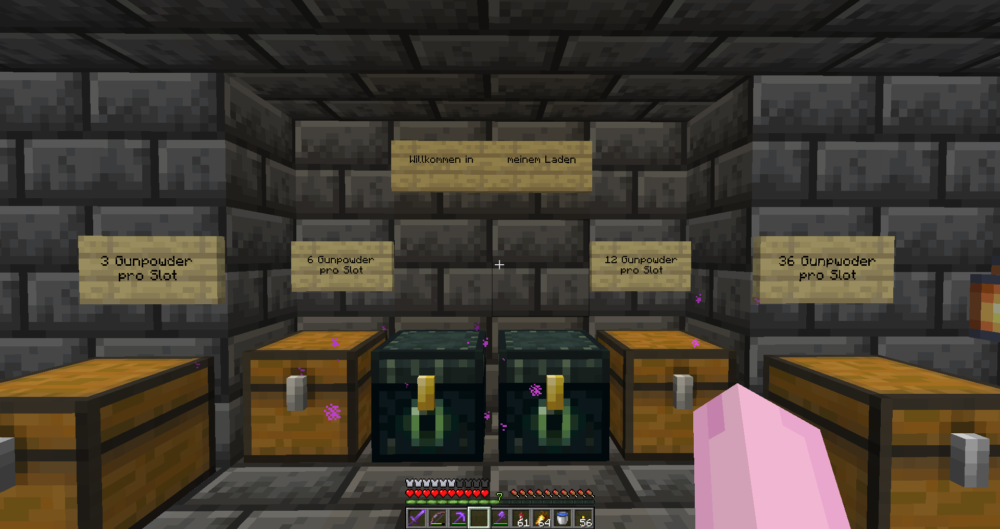 Willkommen in meinem Laden
3 Gunpowder
pro Slot
6 Gunpowder
pro Slot
12 Gunpowder
pro Slot
36 Gunpwoder
pro Slot
7
61 64 56